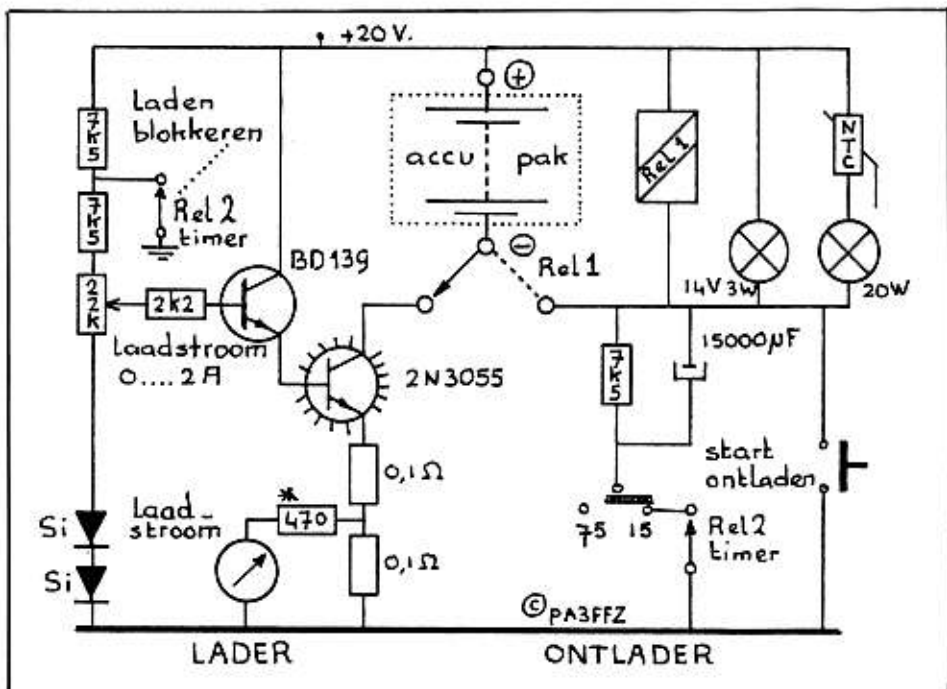 +20 V.
+
laden
blokkeren
7k5
accu pak
Rel 1
NTC
7k5
Rel 2
timer
BD139
−
Rel 1
14V 3W
20W
22k
2k2
laadstroom
0....2A
2N3055
7k5
15000µF
start
ontladen
0,1Ω
laad-
stroom
*
470
75 15
Rel 2
timer
Si
0,1Ω
Si
© PA3FFZ
LADER
ONTLADER